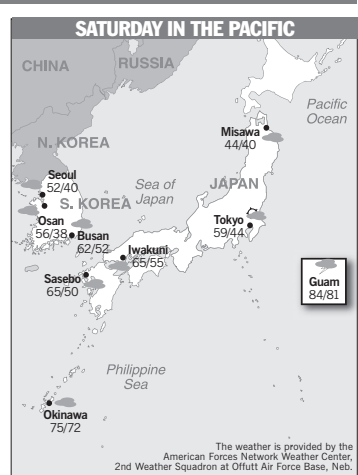 SATURDAY IN THE PACIFIC
CHINA
RUSSIA
Pacific
Ocean
Misawa
44/40
N. KOREA
Seoul
52/40
Sea of
Japan
JAPAN
S. KOREA
Osan
56/38
Busan
62/52
Tokyo
59/44
Iwakuni
65/55
Sasebo
65/50
Guam
84/81
Philippine
Sea
Okinawa
75/72
The weather is provided by the
American Forces Network Weather Center,
2nd Weather Squadron at Offutt Air Force Base, Neb.